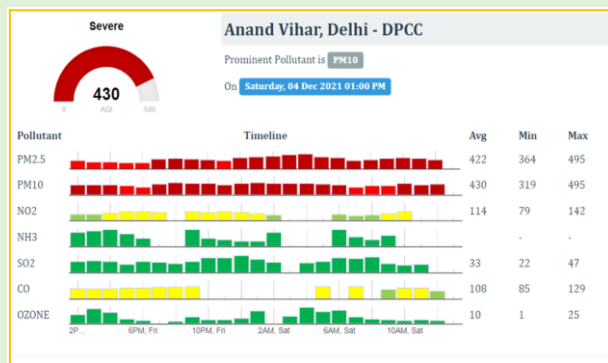 Severe
430
0 AQI 500
Anand Vihar, Delhi - DPCC
Prominent Pollutant is PM10
On Saturday, 04 Dec 2021 01:00 PM
Pollutant Timeline Avg Min Max
PM2.5 422 364 495
PM10 430 319 495
NO2 114 79 142
NH3 - -
SO2 33 22 47
CO 108 85 129
OZONE 10 1 25
2P... 6PM, Fri 10PM, Fri 2AM, Sat 6AM, Sat 10AM, Sat